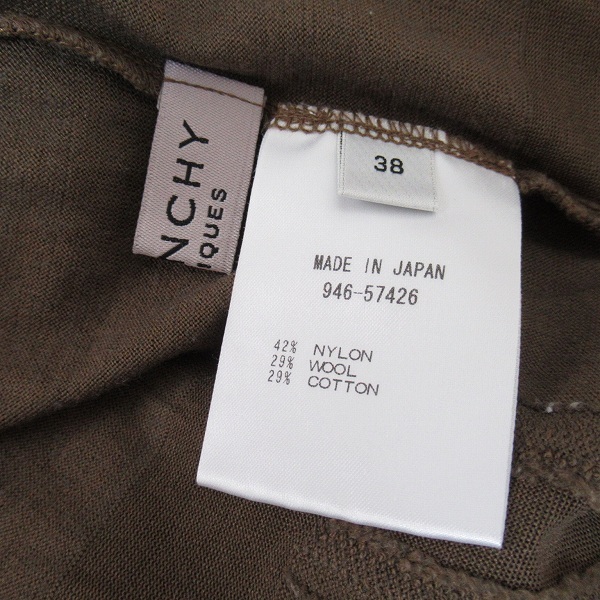 NCHY
IQUES
38
MADE IN JAPAN
946-57426
42% NYLON
29% WOOL
29% COTTON